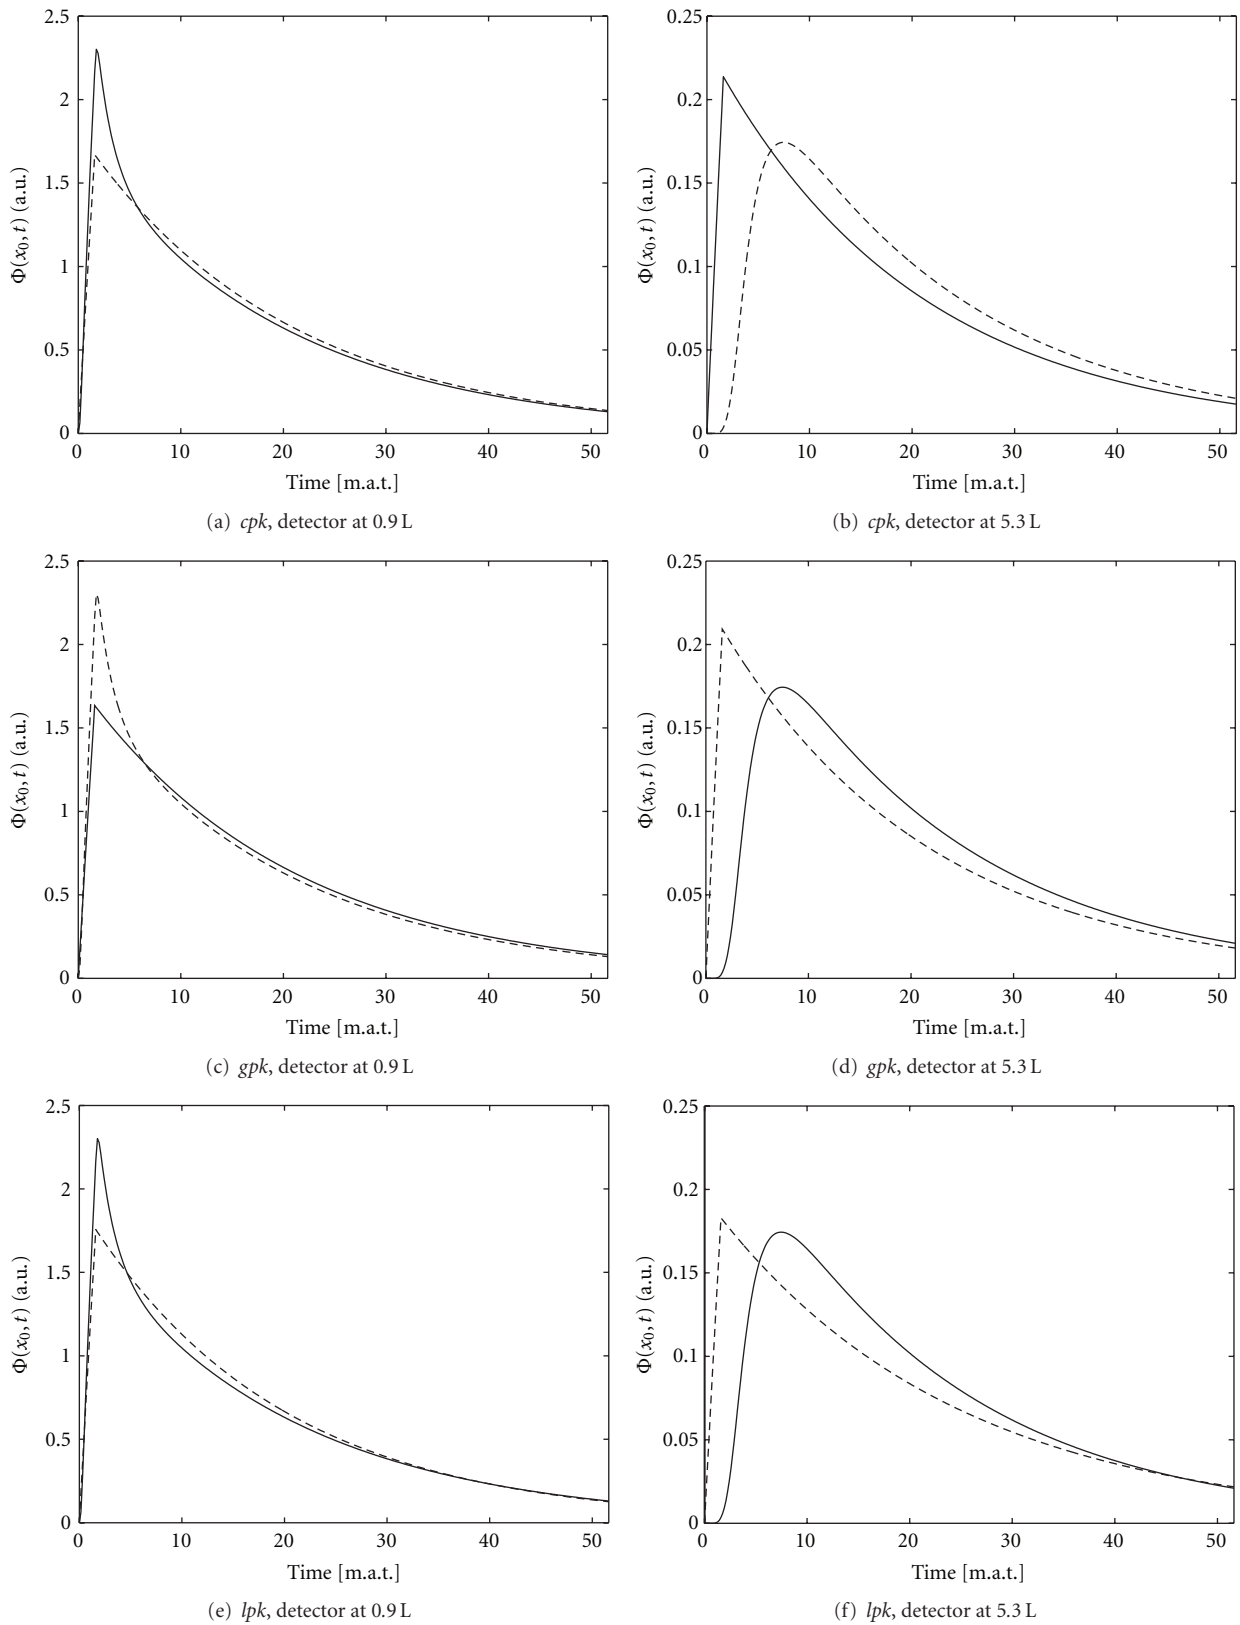 2.5
2
1.5
1
0.5
0
Φ(x₀, t) (a.u.)
0 10 20 30 40 50
Time [m.a.t.]
(a) cpk, detector at 0.9 L
0.25
0.2
0.15
0.1
0.05
0
Φ(x₀, t) (a.u.)
0 10 20 30 40 50
Time [m.a.t.]
(b) cpk, detector at 5.3 L
2.5
2
1.5
1
0.5
0
Φ(x₀, t) (a.u.)
0 10 20 30 40 50
Time [m.a.t.]
(c) gpk, detector at 0.9 L
0.25
0.2
0.15
0.1
0.05
0
Φ(x₀, t) (a.u.)
0 10 20 30 40 50
Time [m.a.t.]
(d) gpk, detector at 5.3 L
2.5
2
1.5
1
0.5
0
Φ(x₀, t) (a.u.)
0 10 20 30 40 50
Time [m.a.t.]
(e) lpk, detector at 0.9 L
0.25
0.2
0.15
0.1
0.05
0
Φ(x₀, t) (a.u.)
0 10 20 30 40 50
Time [m.a.t.]
(f) lpk, detector at 5.3 L